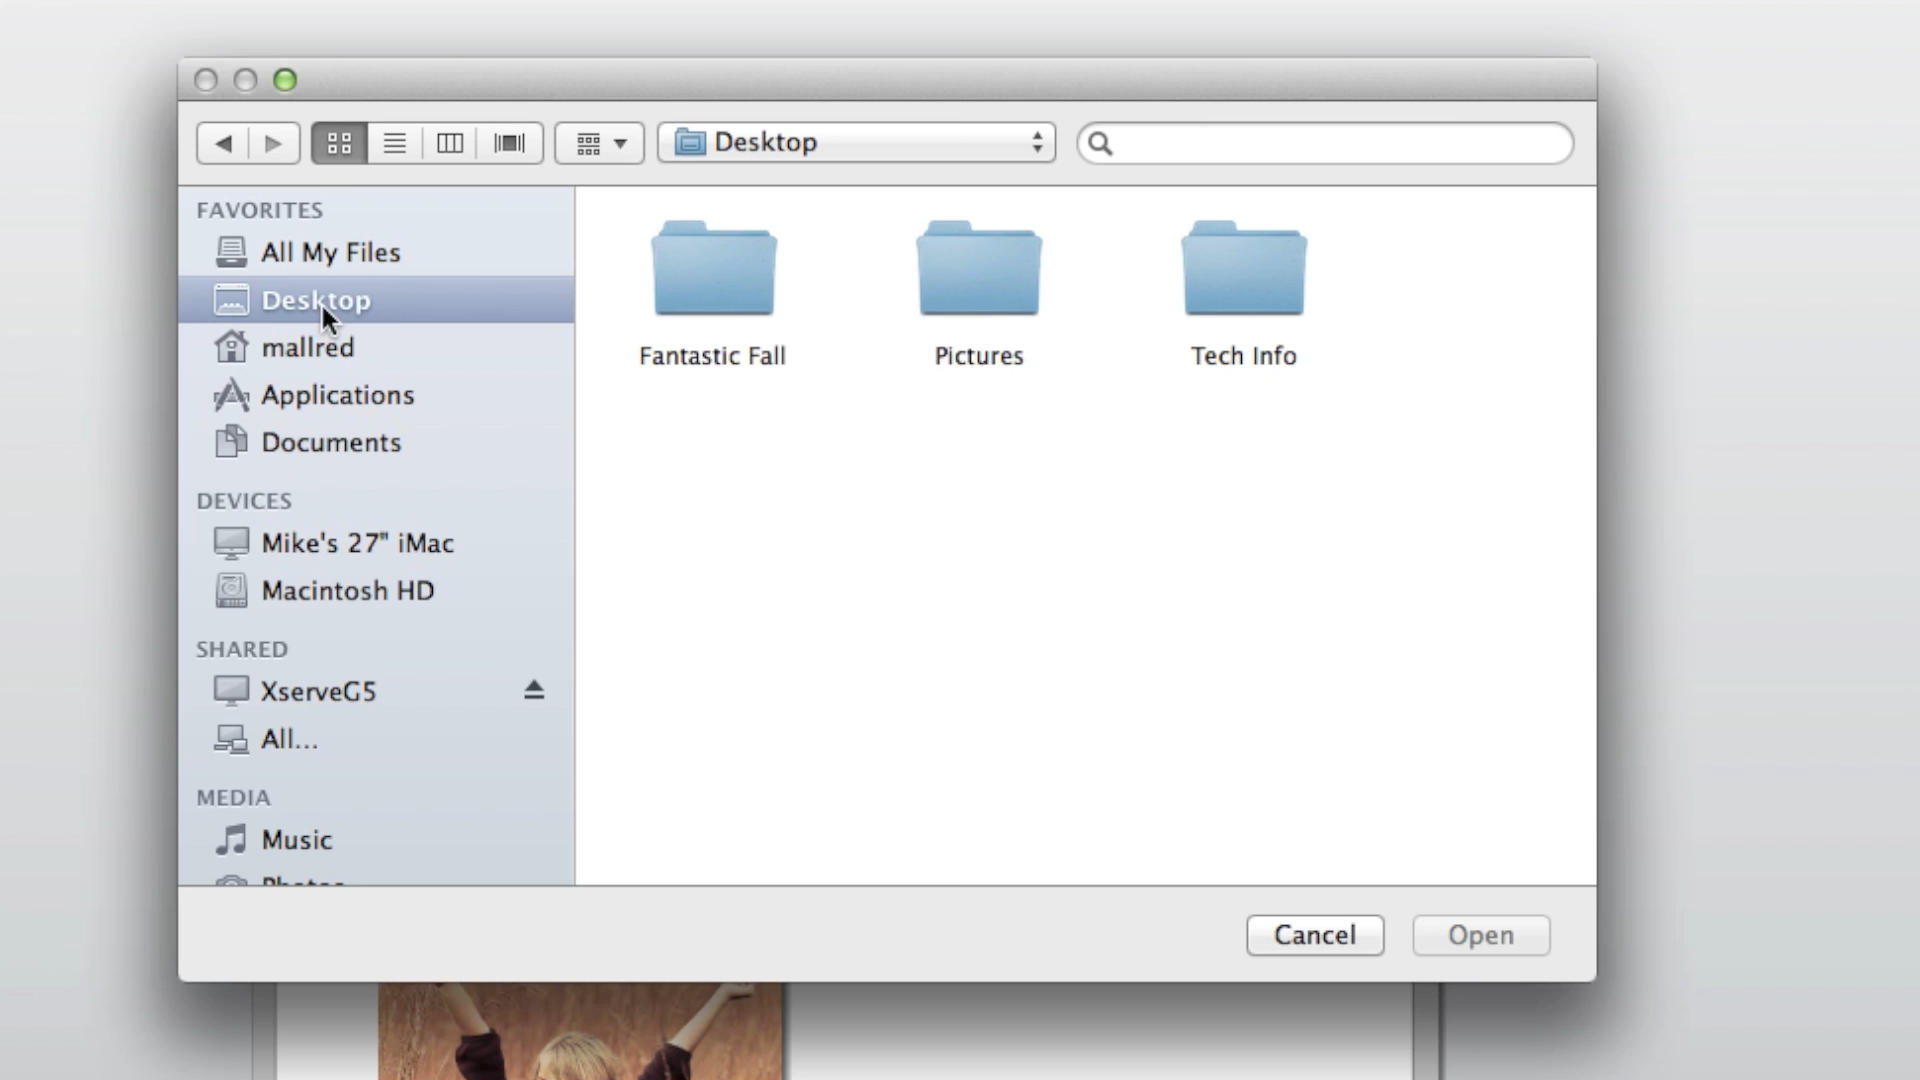 Desktop
FAVORITES
All My Files
Desktop
mallred
Applications
Documents
DEVICES
Mike's 27" iMac
Macintosh HD
SHARED
XserveG5
All...
MEDIA
Music
Photos
Fantastic Fall
Pictures
Tech Info
Cancel
Open